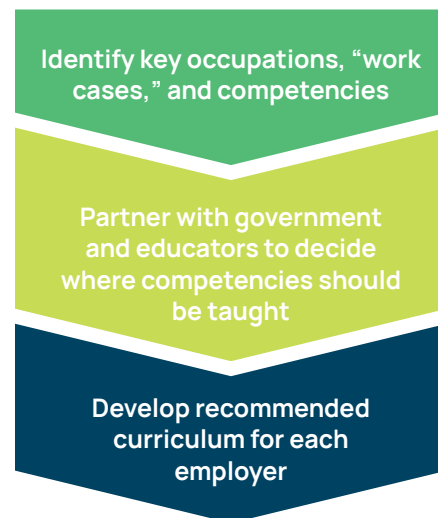 Identify key occupations, “work
cases,” and competencies
Partner with government
and educators to decide
where competencies should
be taught
Develop recommended
curriculum for each
employer